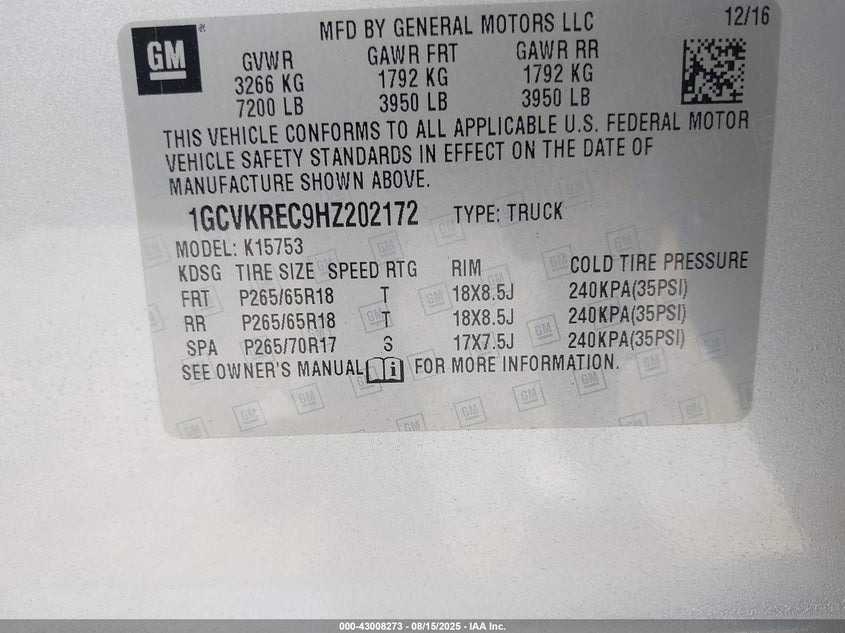 GM
MFD BY GENERAL MOTORS LLC 12/16
GVWR GAWR FRT GAWR RR
3266 KG 1792 KG 1792 KG
7200 LB 3950 LB 3950 LB
THIS VEHICLE CONFORMS TO ALL APPLICABLE U.S. FEDERAL MOTOR
VEHICLE SAFETY STANDARDS IN EFFECT ON THE DATE OF
MANUFACTURE SHOWN ABOVE.
1GCVKREC9HZ202172 TYPE: TRUCK
MODEL: K15753
KDSG TIRE SIZE SPEED RTG RIM COLD TIRE PRESSURE
FRT P265/65R18 T 18X8.5J 240KPA(35PSI)
RR P265/65R18 T 18X8.5J 240KPA(35PSI)
SPA P265/70R17 S 17X7.5J 240KPA(35PSI)
SEE OWNER'S MANUAL i FOR MORE INFORMATION.
000-43008273 - 08/15/2025 - IAA Inc.